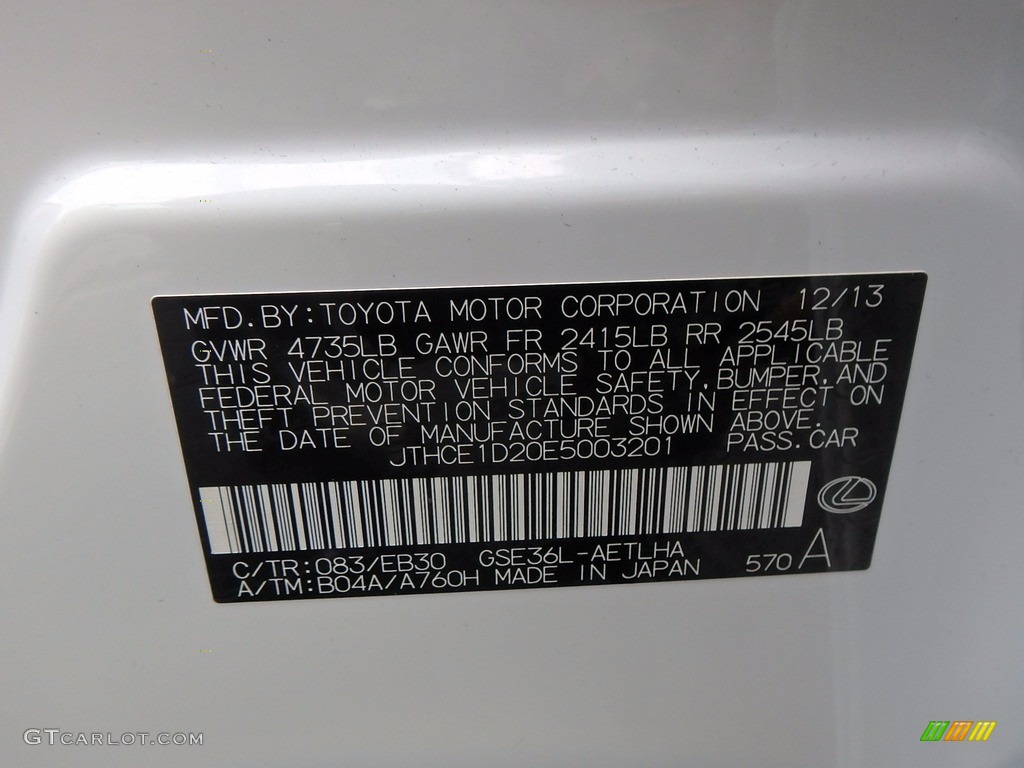 MFD.BY:TOYOTA MOTOR CORPORATION 12/13
GVWR 4735LB GAWR FR 2415LB RR 2545LB
THIS VEHICLE CONFORMS TO ALL APPLICABLE
FEDERAL MOTOR VEHICLE SAFETY,BUMPER,AND
THEFT PREVENTION STANDARDS IN EFFECT ON
THE DATE OF MANUFACTURE SHOWN ABOVE.
JTHCE1D20E5003201 PASS.CAR
C/TR:083/EB30 GSE36L-AETLHA
A/TM:B04A/A760H MADE IN JAPAN 570 A
GTCARLOT.COM